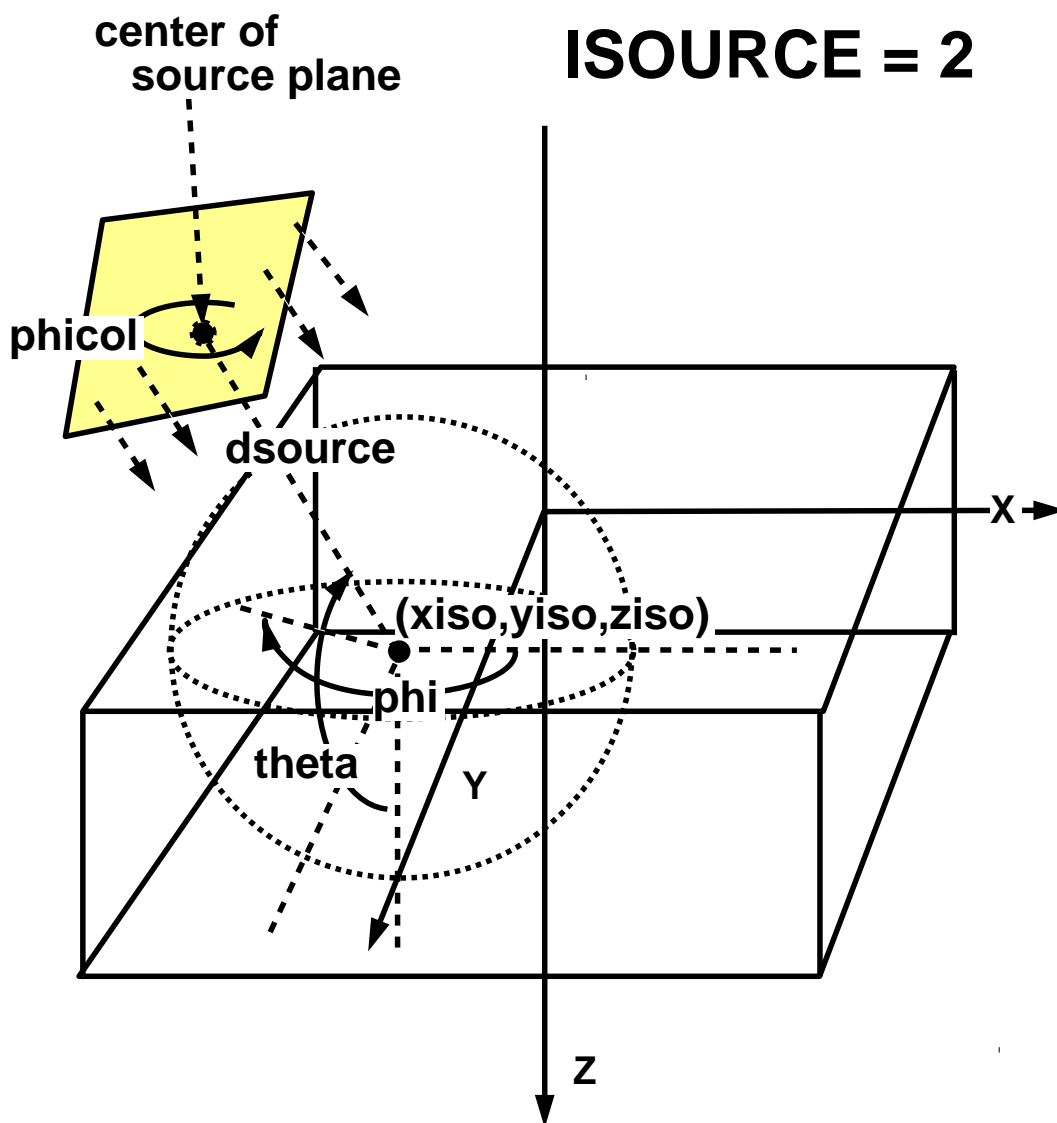 center of
source plane
ISOURCE = 2
phicol
dsource
X
(xiso,yiso,ziso)
phi
theta
Y
Z